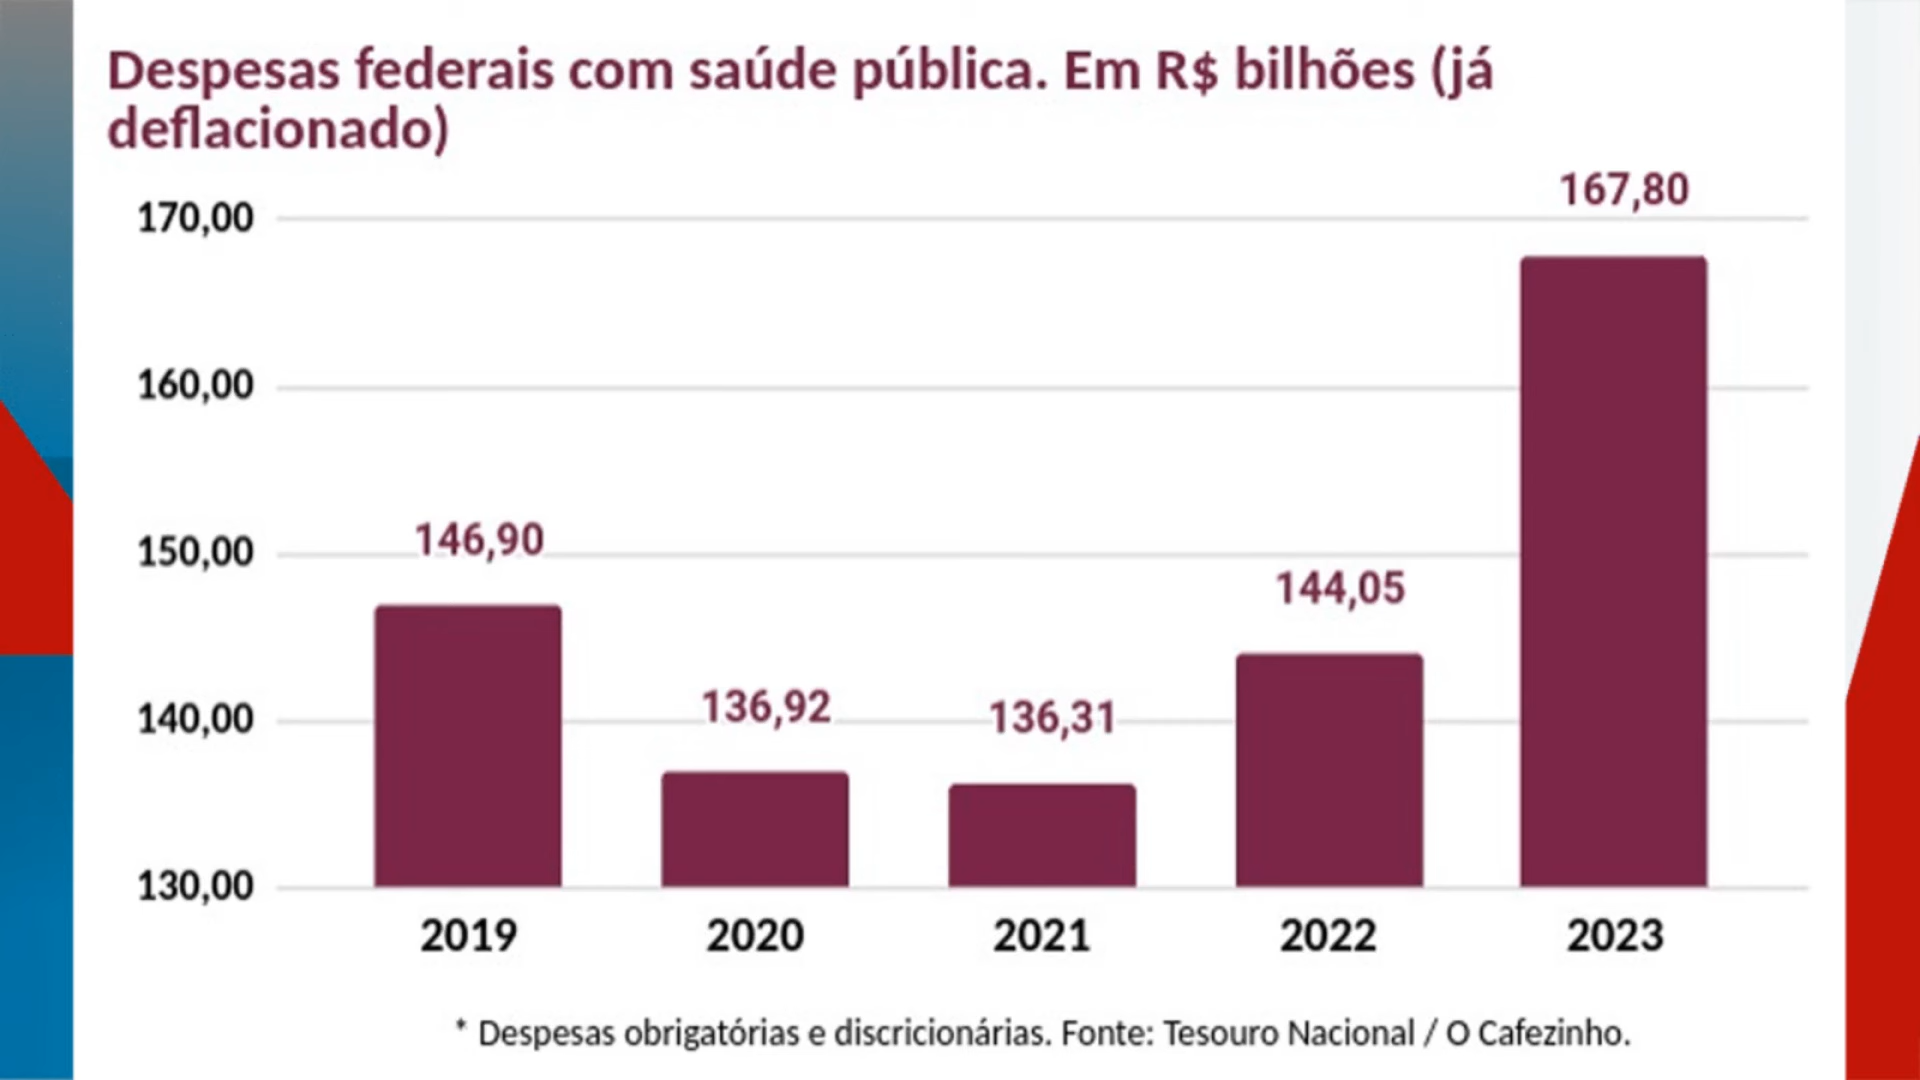 Despesas federais com saúde pública. Em R$ bilhões (já
deflacionado)
167,80
170,00
160,00
146,90
150,00
144,05
136,92
136,31
140,00
130,00
2019 2020 2021 2022 2023
* Despesas obrigatórias e discricionárias. Fonte: Tesouro Nacional / O Cafezinho.